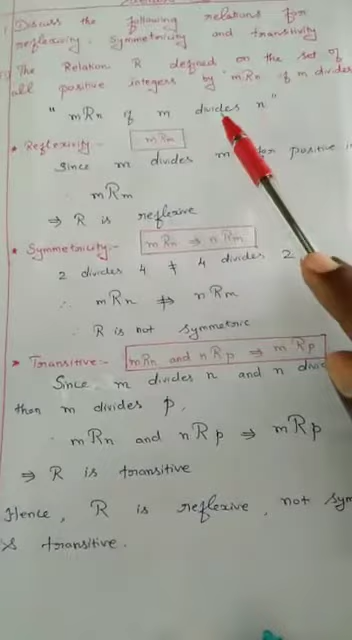 1 Discuss the following relations for
reflexivity, Symmetricity and transitivity
The Relation R defined on the set of
all positive integers by "mRn if m divides
"mRn if m divides n"
* Reflexivity:- mRm
Since m divides m for positive
∴ mRm
⇒ R is reflexive
* Symmetricity:- mRn ⇒ nRm
2 divides 4 ≠ 4 divides 2
∴ mRn ⇏ nRm
∴ R is not symmetric
* Transitive:- mRn and nRp ⇒ mRp
Since m divides n and n
then m divides p.
∴ mRn and nRp ⇒ mRp
⇒ R is transitive
Hence, R is reflexive, not
& transitive.